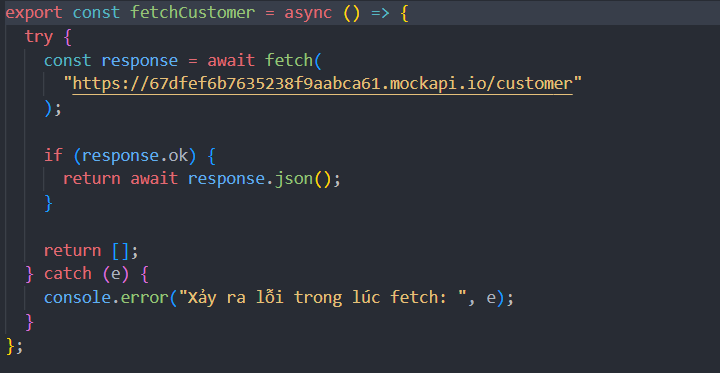 export const fetchCustomer = async () => {
try {
const response = await fetch(
"https://67dfef6b7635238f9aabca61.mockapi.io/customer"
);
if (response.ok) {
return await response.json();
}
return [];
} catch (e) {
console.error("Xảy ra lỗi trong lúc fetch: ", e);
}
};